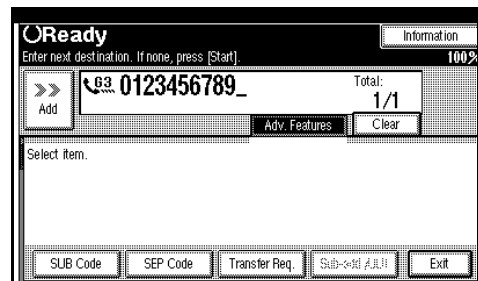 Ready
Information
Enter next destination. If none, press [Start].
100%
Add
G3 0123456789_
Total:
1/1
Adv. Features
Clear
Select item.
SUB Code
SEP Code
Transfer Req.
Exit